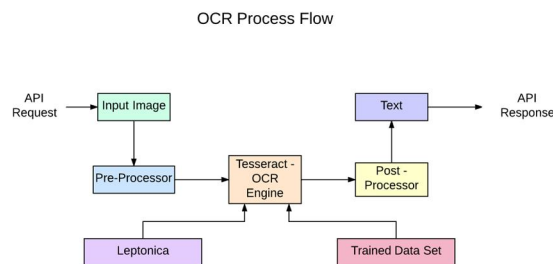 OCR Process Flow
API
Request
Input Image
Text
API
Response
Pre-Processor
Tesseract -
OCR
Engine
Post -
Processor
Leptonica
Trained Data Set